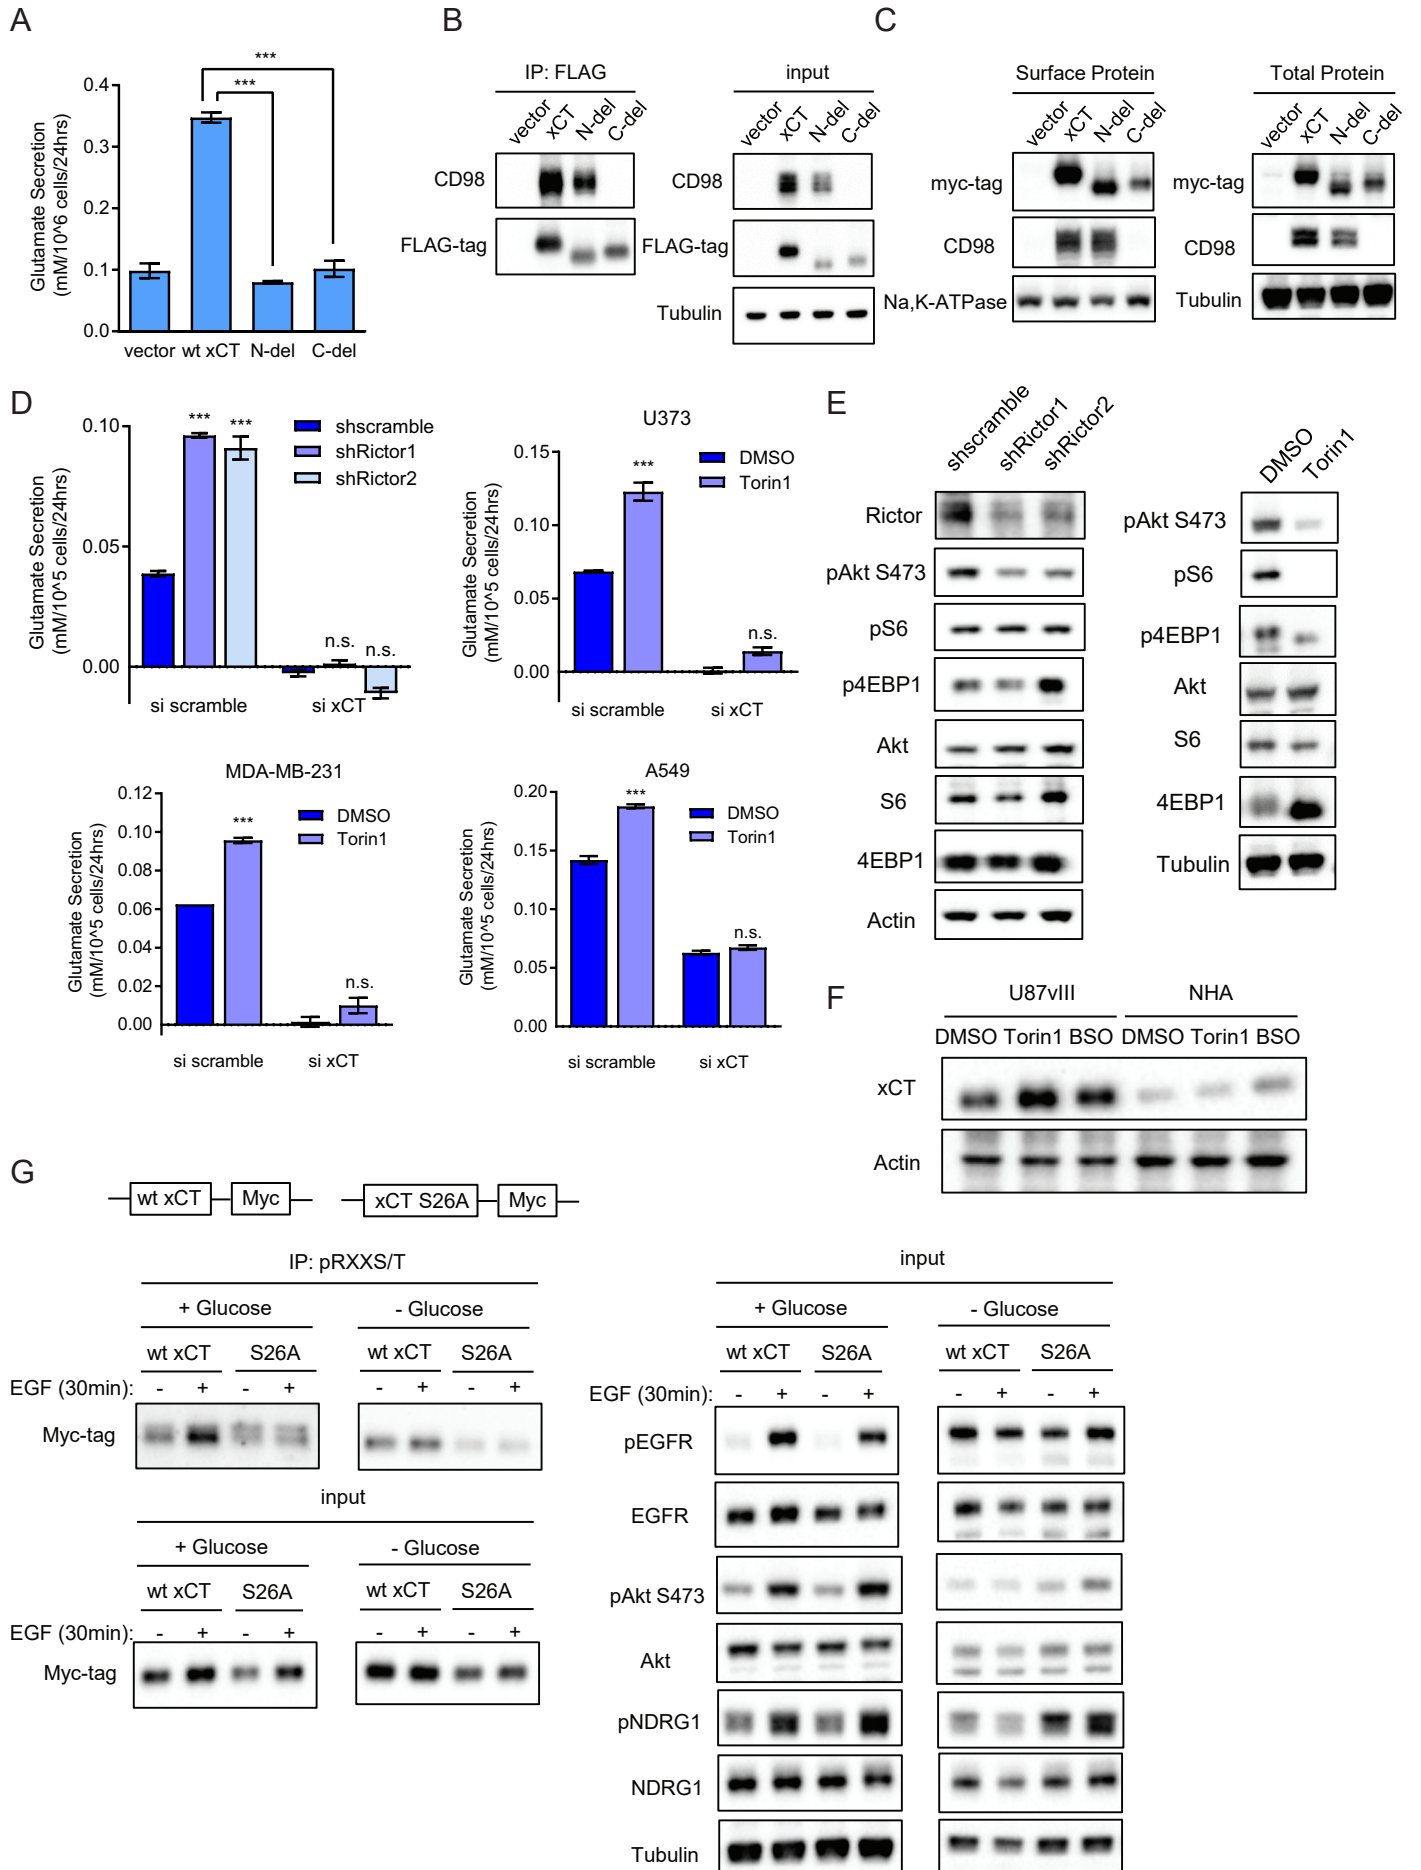 A
***
***
0.4
0.3
0.2
0.1
0.0
Glutamate Secretion
(mM/10^6 cells/24hrs)
vector wt xCT N-del C-del
B
IP: FLAG
input
vector xCT N-del C-del
vector xCT N-del C-del
CD98
CD98
FLAG-tag
FLAG-tag
Tubulin
C
Surface Protein
Total Protein
vector xCT N-del C-del
vector xCT N-del C-del
myc-tag
myc-tag
CD98
CD98
Na,K-ATPase
Tubulin
D
shscramble
shRictor1
shRictor2
0.10
0.05
0.00
Glutamate Secretion
(mM/10^5 cells/24hrs)
*** ***
n.s. n.s.
si scramble si xCT
U373
DMSO
Torin1
0.15
0.10
0.05
0.00
Glutamate Secretion
(mM/10^5 cells/24hrs)
***
n.s.
si scramble si xCT
MDA-MB-231
DMSO
Torin1
0.12
0.10
0.08
0.06
0.04
0.02
0.00
Glutamate Secretion
(mM/10^5 cells/24hrs)
***
n.s.
si scramble si xCT
A549
DMSO
Torin1
0.20
0.15
0.10
0.05
0.00
Glutamate Secretion
(mM/10^5 cells/24hrs)
***
n.s.
si scramble si xCT
E
shscramble shRictor1 shRictor2
Rictor
pAkt S473
pS6
p4EBP1
Akt
S6
4EBP1
Actin
DMSO Torin1
pAkt S473
pS6
p4EBP1
Akt
S6
4EBP1
Tubulin
F
U87vIII NHA
DMSO Torin1 BSO DMSO Torin1 BSO
xCT
Actin
G
wt xCT Myc xCT S26A Myc
IP: pRXXS/T
+ Glucose - Glucose
wt xCT S26A wt xCT S26A
EGF (30min): - + - + - + - +
Myc-tag
input
+ Glucose - Glucose
wt xCT S26A wt xCT S26A
EGF (30min): - + - + - + - +
Myc-tag
input
+ Glucose - Glucose
wt xCT S26A wt xCT S26A
EGF (30min): - + - + - + - +
pEGFR
EGFR
pAkt S473
Akt
pNDRG1
NDRG1
Tubulin